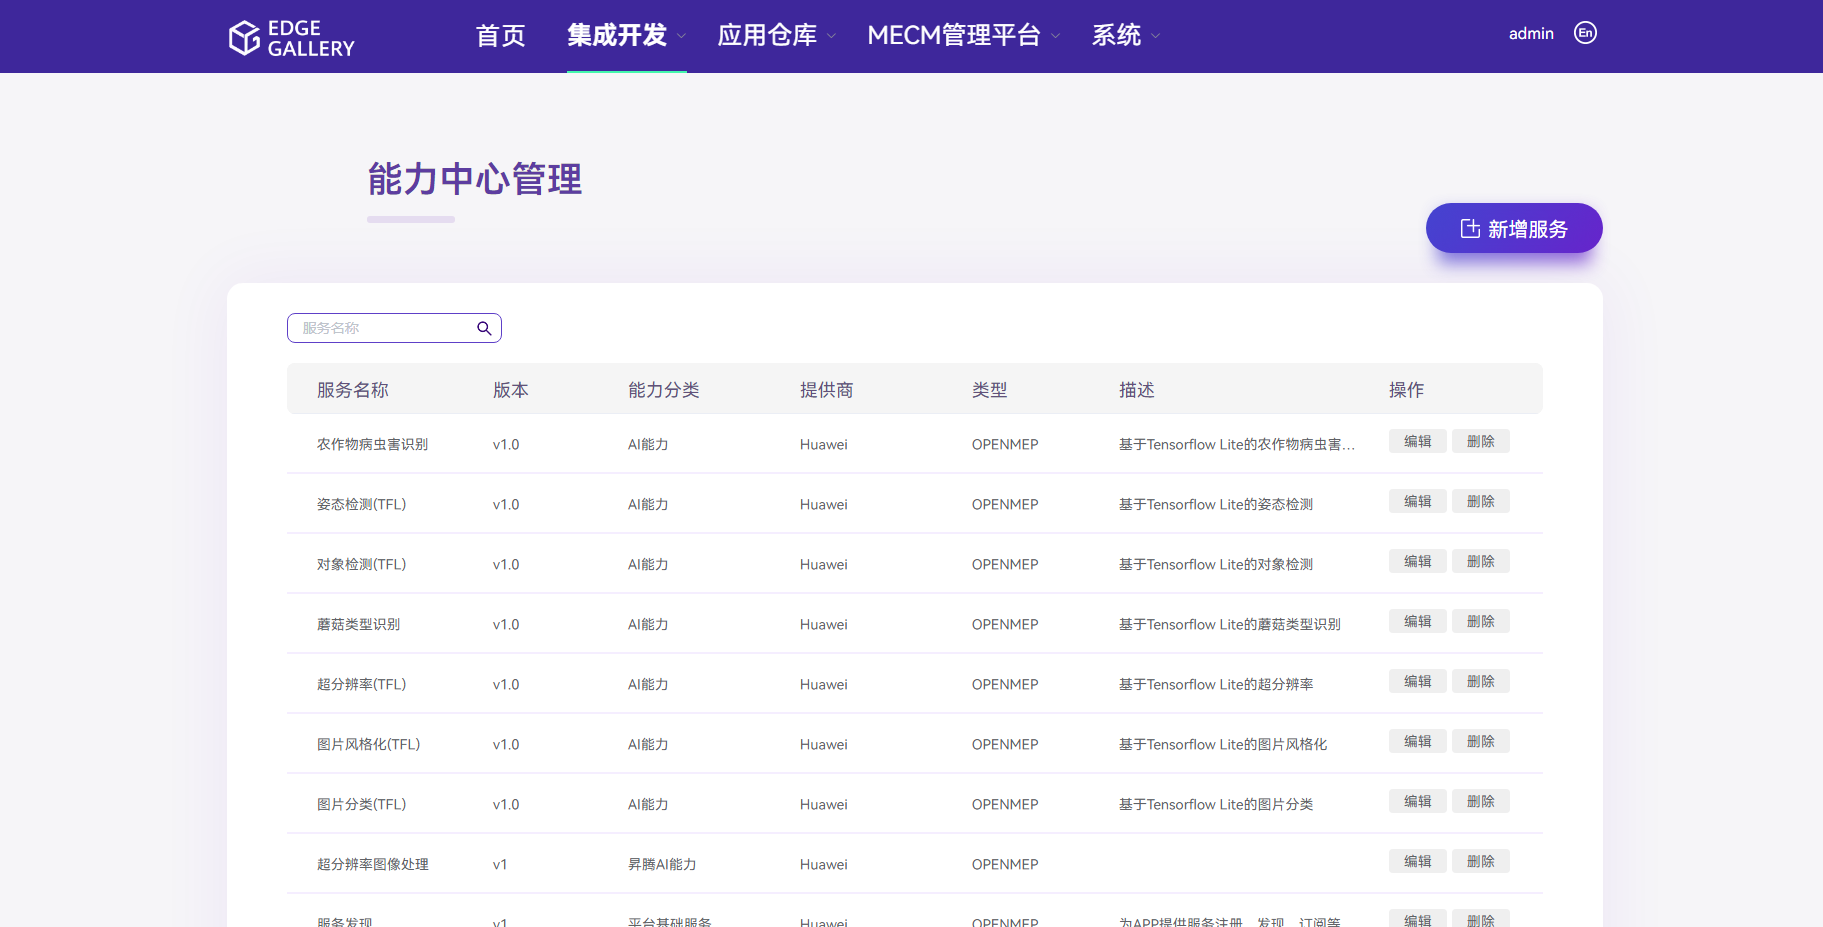 EDGE GALLERY 首页 集成开发 应用仓库 MECM管理平台 系统 admin En
能力中心管理
新增服务
服务名称
服务名称 版本 能力分类 提供商 类型 描述 操作
农作物病虫害识别 v1.0 AI能力 Huawei OPENMEP 基于Tensorflow Lite的农作物病虫害... 编辑 删除
姿态检测(TFL) v1.0 AI能力 Huawei OPENMEP 基于Tensorflow Lite的姿态检测 编辑 删除
对象检测(TFL) v1.0 AI能力 Huawei OPENMEP 基于Tensorflow Lite的对象检测 编辑 删除
蘑菇类型识别 v1.0 AI能力 Huawei OPENMEP 基于Tensorflow Lite的蘑菇类型识别 编辑 删除
超分辨率(TFL) v1.0 AI能力 Huawei OPENMEP 基于Tensorflow Lite的超分辨率 编辑 删除
图片风格化(TFL) v1.0 AI能力 Huawei OPENMEP 基于Tensorflow Lite的图片风格化 编辑 删除
图片分类(TFL) v1.0 AI能力 Huawei OPENMEP 基于Tensorflow Lite的图片分类 编辑 删除
超分辨率图像处理 v1 昇腾AI能力 Huawei OPENMEP 编辑 删除
服务发现 v1 平台基础服务 Huawei OPENMEP 为APP提供服务注册、发现、订阅等 编辑 删除